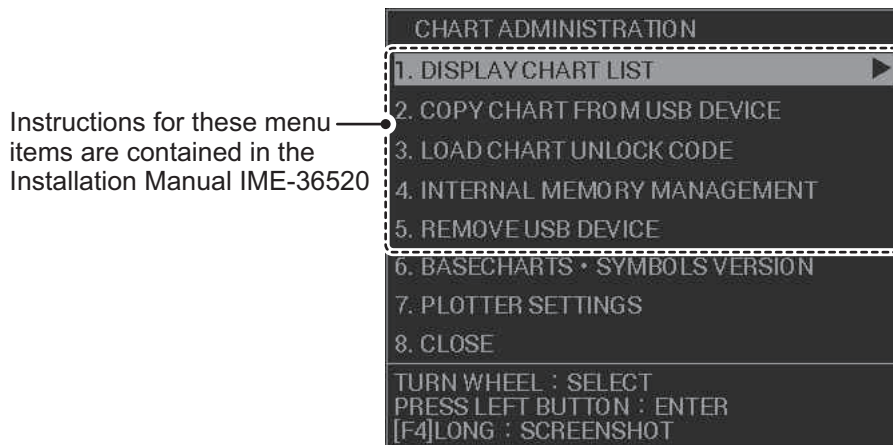 CHART ADMINISTRATION
1. DISPLAY CHART LIST
2. COPY CHART FROM USB DEVICE
3. LOAD CHART UNLOCK CODE
4. INTERNAL MEMORY MANAGEMENT
5. REMOVE USB DEVICE
6. BASECHARTS • SYMBOLS VERSION
7. PLOTTER SETTINGS
8. CLOSE
TURN WHEEL : SELECT
PRESS LEFT BUTTON : ENTER
[F4]LONG : SCREENSHOT
Instructions for these menu
items are contained in the
Installation Manual IME-36520